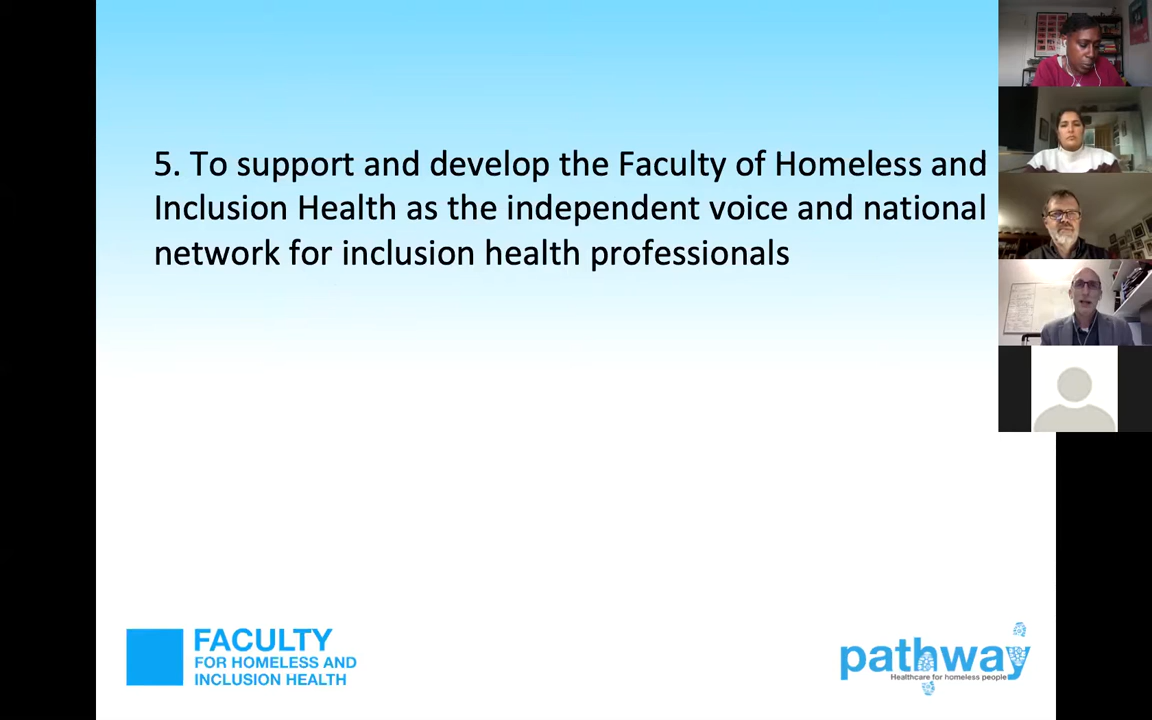 5. To support and develop the Faculty of Homeless and
Inclusion Health as the independent voice and national
network for inclusion health professionals
FACULTY
FOR HOMELESS AND
INCLUSION HEALTH
pathway
Healthcare for homeless people